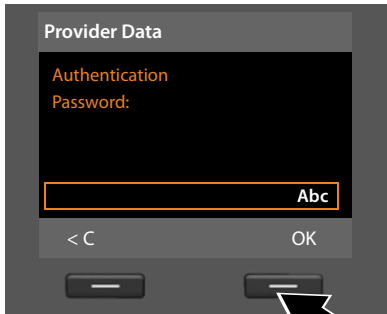 Provider Data
Authentication
Password:
Abc
< C OK